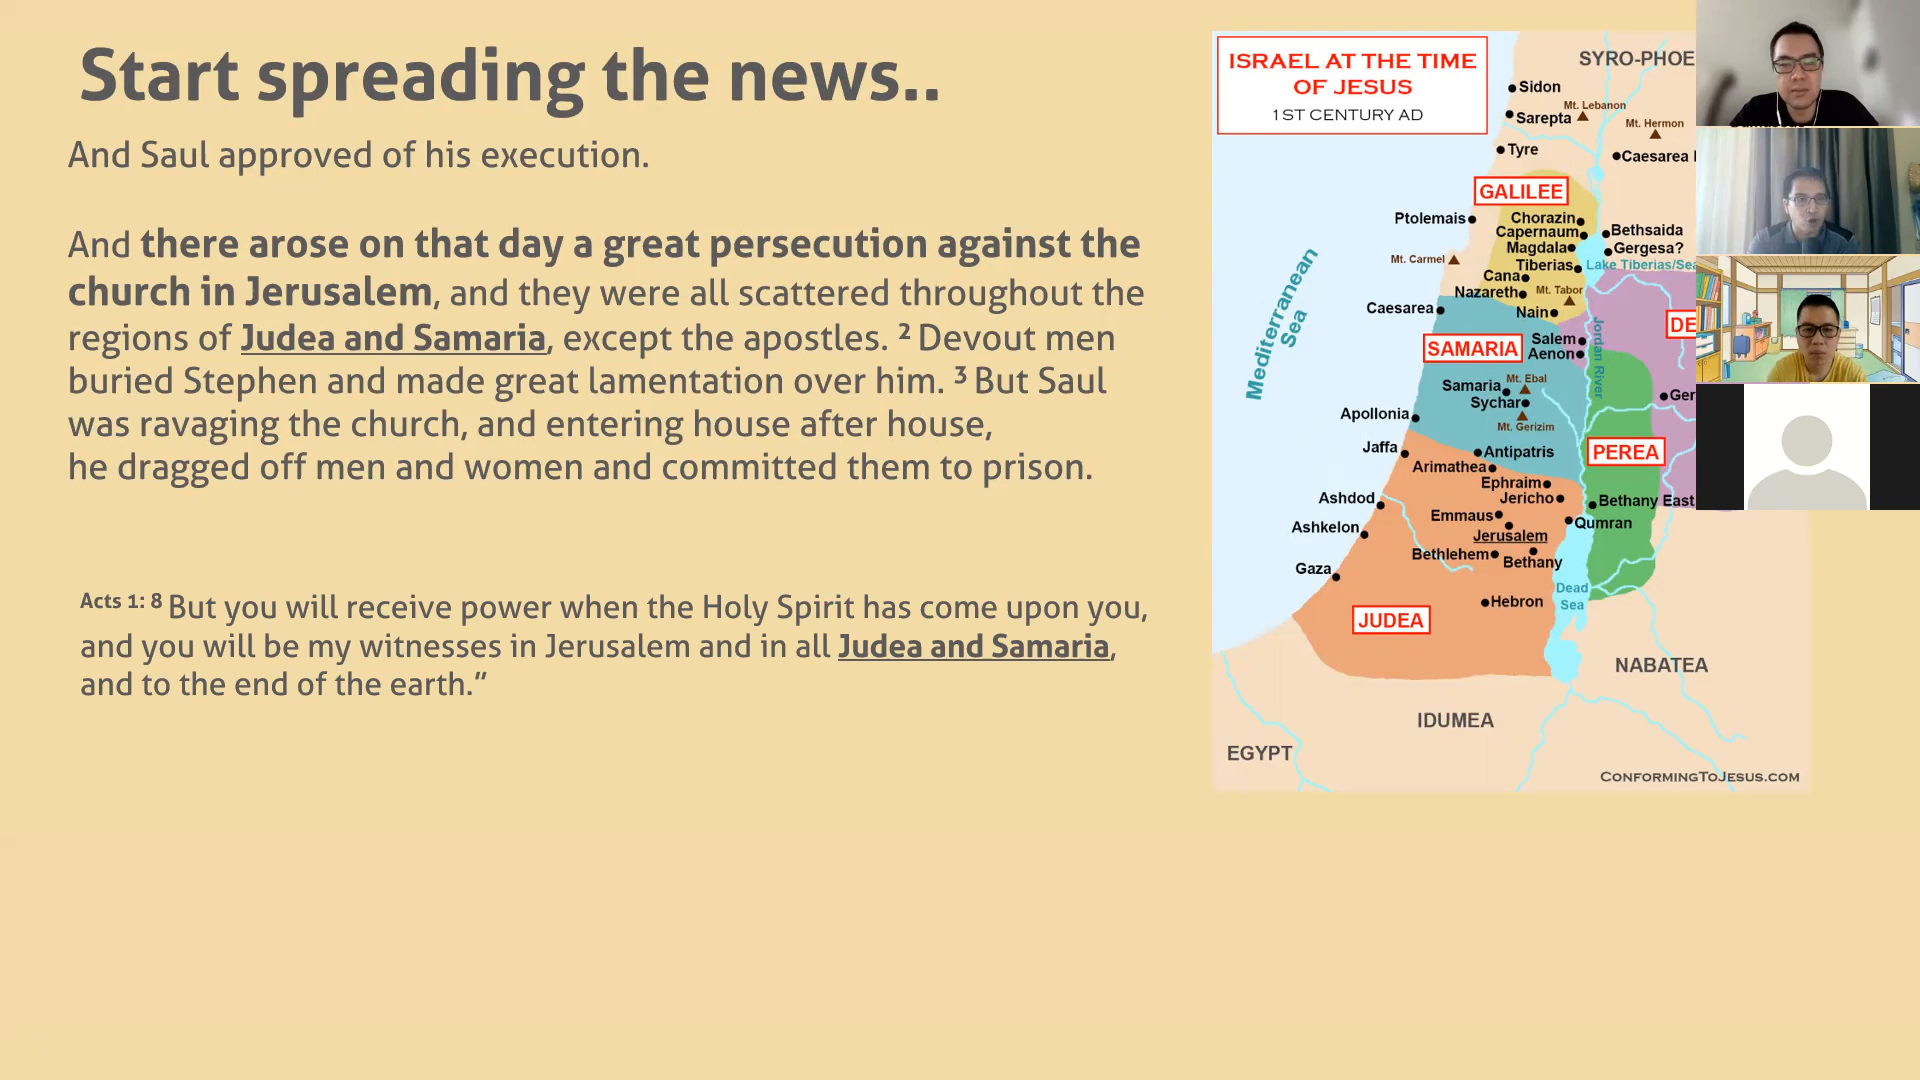 Start spreading the news..
And Saul approved of his execution.
And there arose on that day a great persecution against the
church in Jerusalem, and they were all scattered throughout the
regions of Judea and Samaria, except the apostles. ² Devout men
buried Stephen and made great lamentation over him. ³ But Saul
was ravaging the church, and entering house after house,
he dragged off men and women and committed them to prison.
Acts 1: 8 But you will receive power when the Holy Spirit has come upon you,
and you will be my witnesses in Jerusalem and in all Judea and Samaria,
and to the end of the earth.”
ISRAEL AT THE TIME
OF JESUS
1ST CENTURY AD
SYRO-PHOE
Sidon
Mt. Lebanon
Sarepta
Mt. Hermon
Tyre
Caesarea
GALILEE
Ptolemais
Chorazin
Capernaum
Bethsaida
Magdala
Gergesa?
Mt. Carmel
Tiberias
Lake Tiberias/Sea
Cana
Nazareth
Mt. Tabor
Caesarea
Nain
Mediterranean
Sea
DE
Jordan River
SAMARIA
Salem
Aenon
Samaria
Mt. Ebal
Sychar
Ger
Apollonia
Mt. Gerizim
Jaffa
Antipatris
PEREA
Arimathea
Ephraim
Jericho
Ashdod
Bethany East
Emmaus
Qumran
Ashkelon
Jerusalem
Bethlehem
Bethany
Gaza
Dead
Sea
Hebron
JUDEA
NABATEA
IDUMEA
EGYPT
CONFORMINGTOJESUS.COM